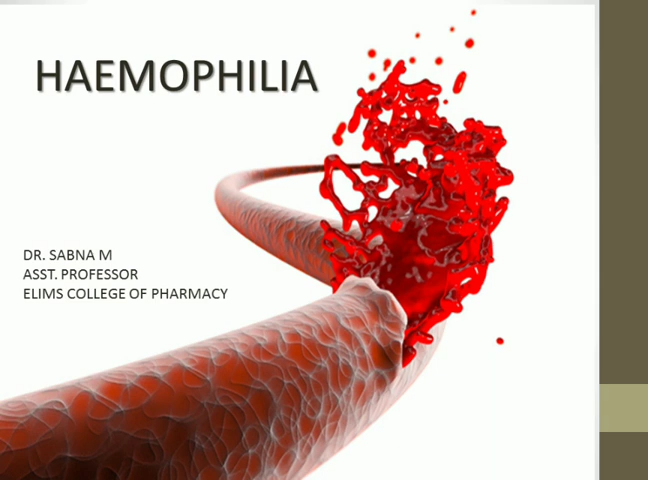 HAEMOPHILIA
DR. SABNA M
ASST. PROFESSOR
ELIMS COLLEGE OF PHARMACY